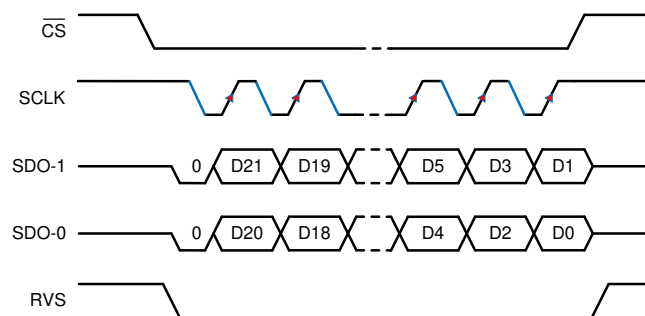 CS
SCLK
SDO-1 0 D21 D19 D5 D3 D1
SDO-0 0 D20 D18 D4 D2 D0
RVS